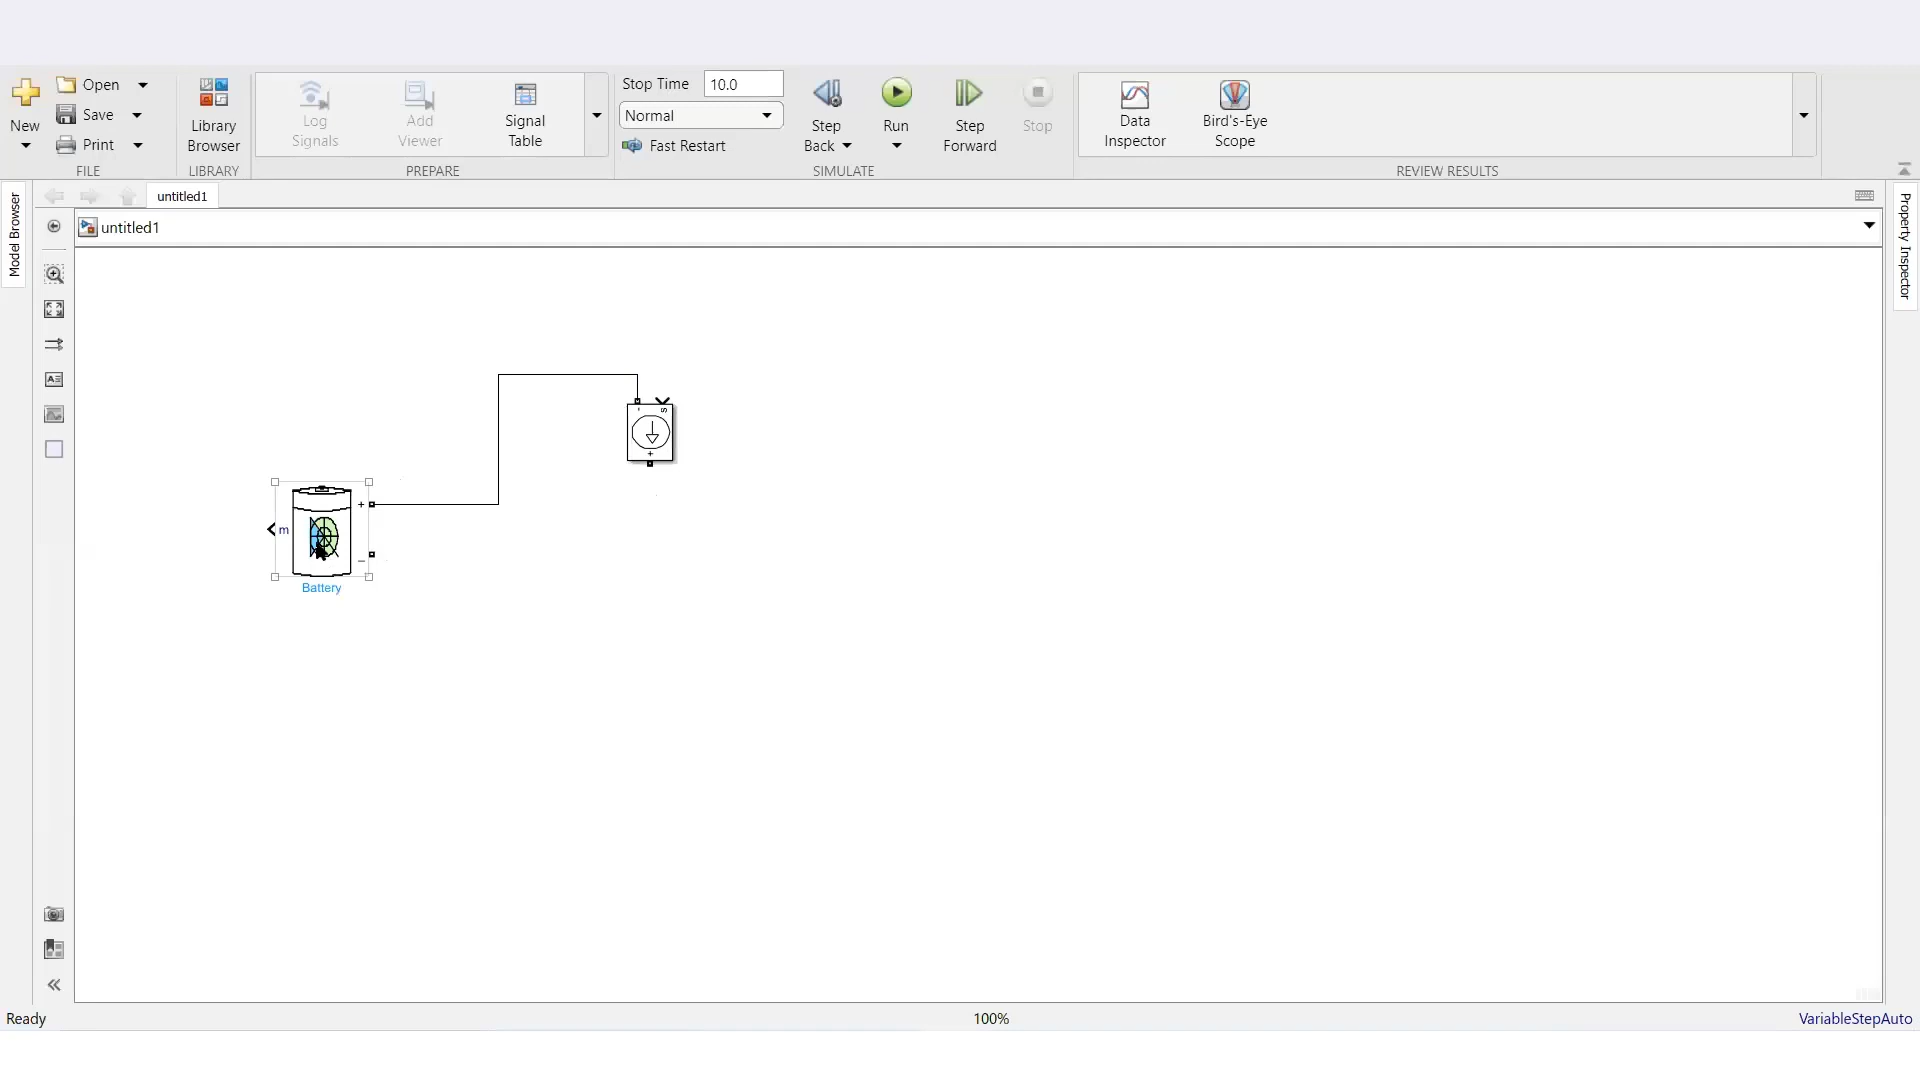 New
Open
Save
Print
FILE
Library
Browser
LIBRARY
Log
Signals
Add
Viewer
Signal
Table
PREPARE
Stop Time 10.0
Normal
Fast Restart
Step
Back
Run
Step
Forward
Stop
SIMULATE
Data
Inspector
Bird's-Eye
Scope
REVIEW RESULTS
Model Browser
untitled1
untitled1
Property Inspector
- s
+
+
m
–
Battery
Ready
100%
VariableStepAuto